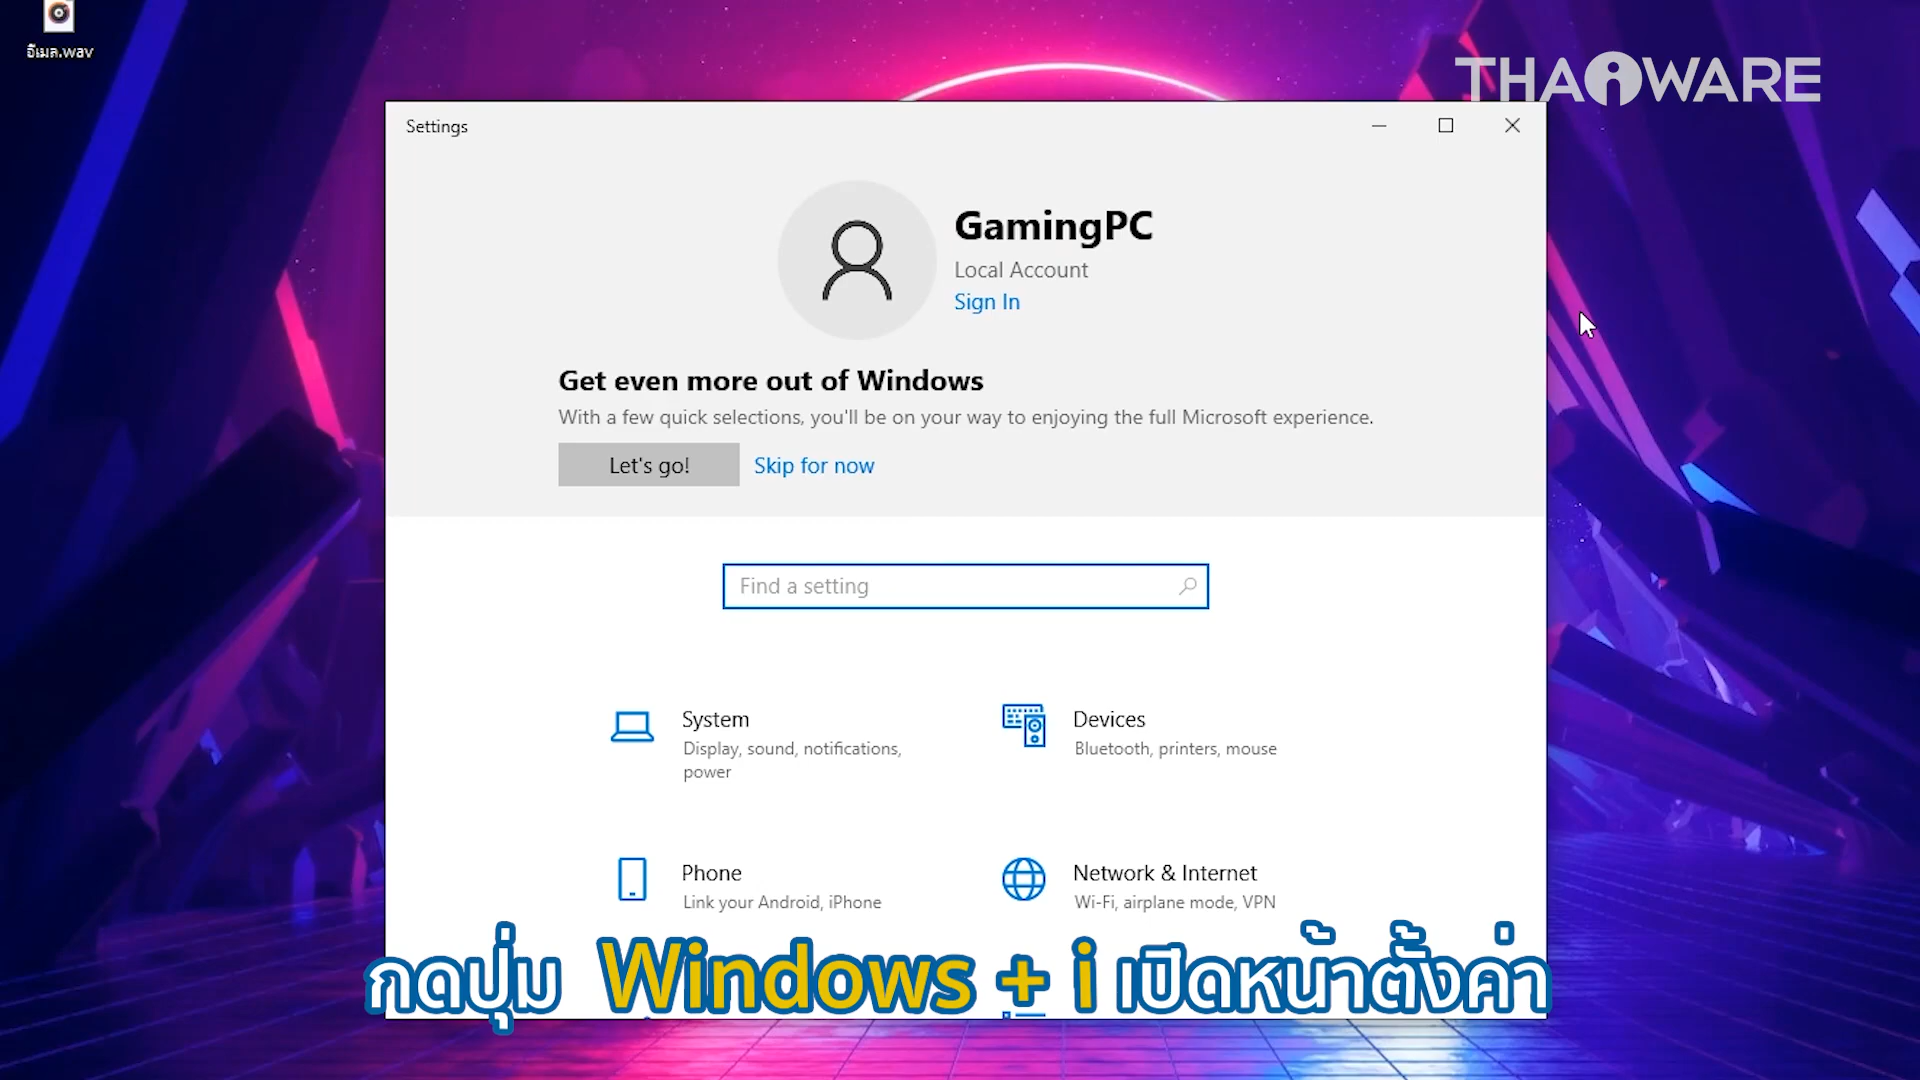 อีเมล.wav
THAiWARE
Settings
GamingPC
Local Account
Sign In
Get even more out of Windows
With a few quick selections, you'll be on your way to enjoying the full Microsoft experience.
Let's go!
Skip for now
Find a setting
System
Display, sound, notifications,
power
Devices
Bluetooth, printers, mouse
Phone
Link your Android, iPhone
Network & Internet
Wi-Fi, airplane mode, VPN
กดปุ่ม Windows + i เปิดหน้าตั้งค่า